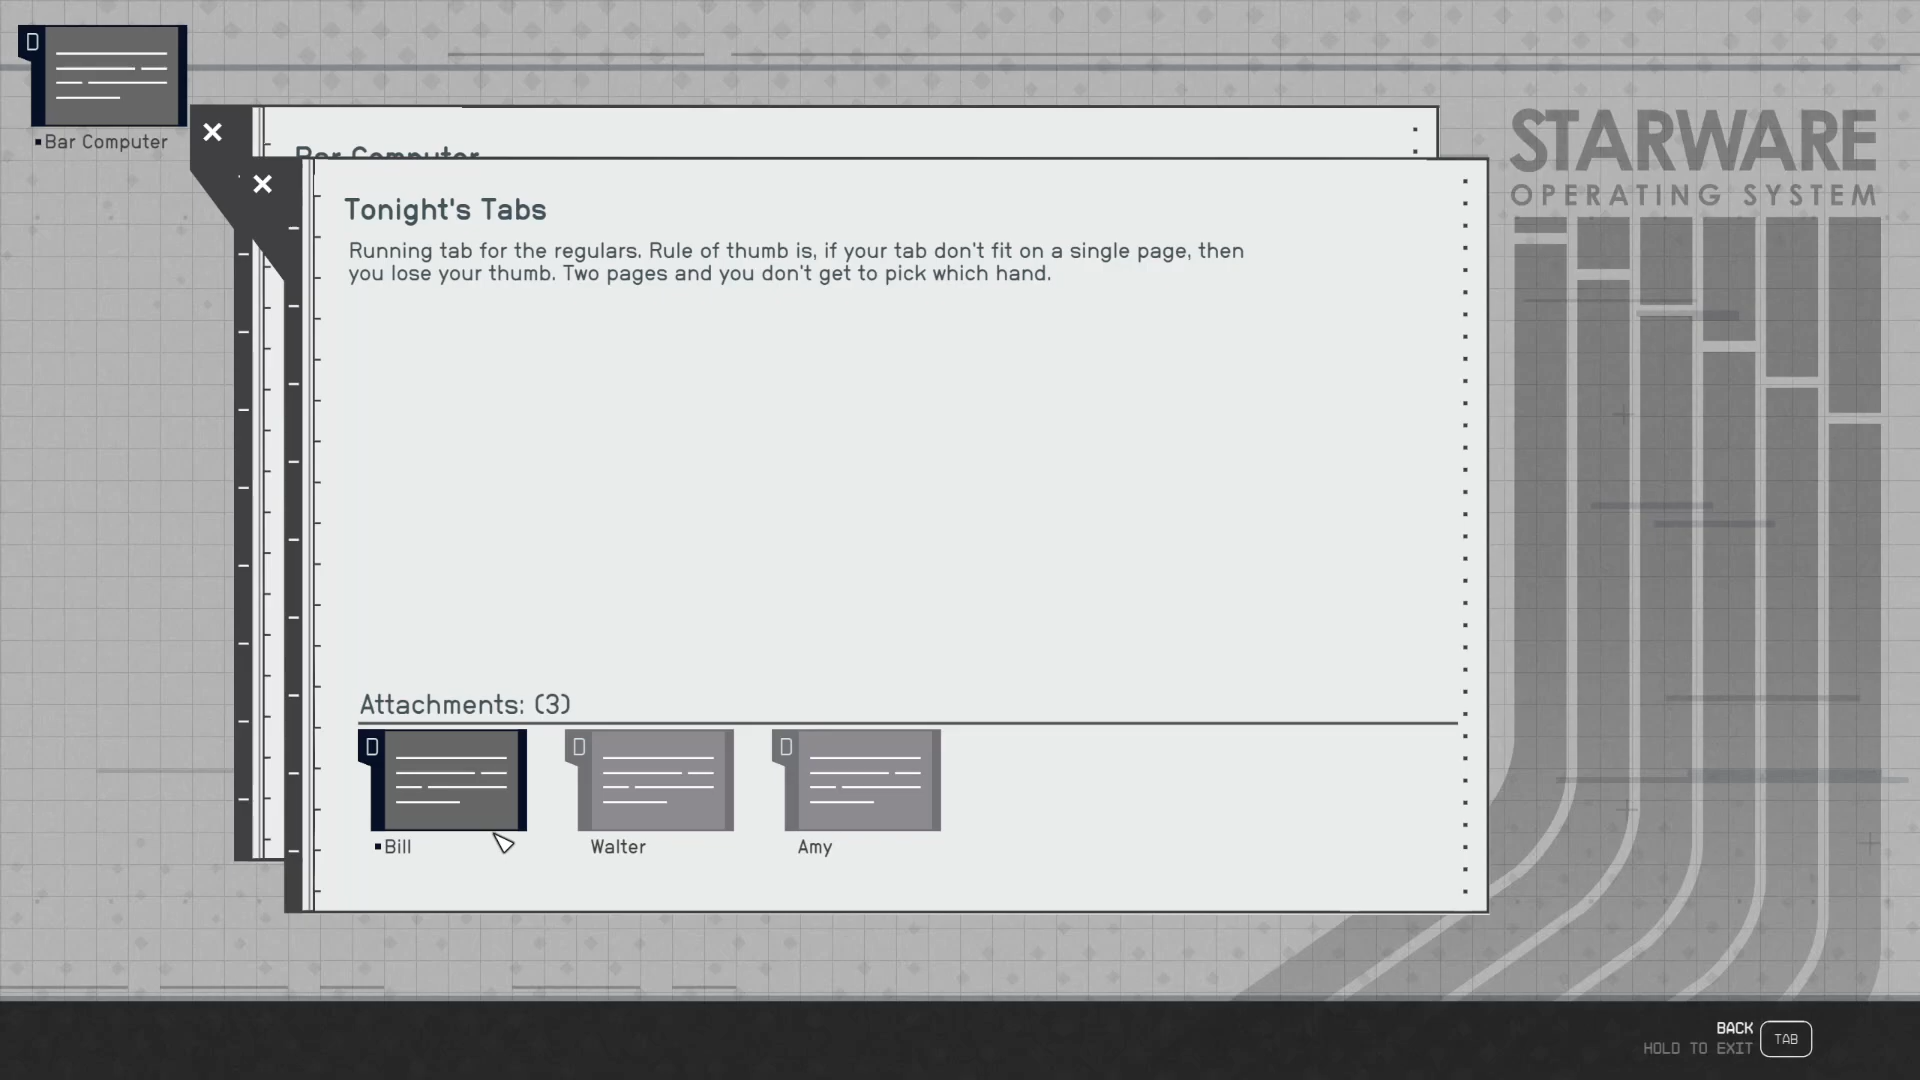 D
Bar Computer
STARWARE
OPERATING SYSTEM
Bar Computer
Tonight's Tabs
Running tab for the regulars. Rule of thumb is, if your tab don't fit on a single page, then
you lose your thumb. Two pages and you don't get to pick which hand.
Attachments: (3)
D
D
D
Bill
Walter
Amy
BACK
HOLD TO EXIT
TAB